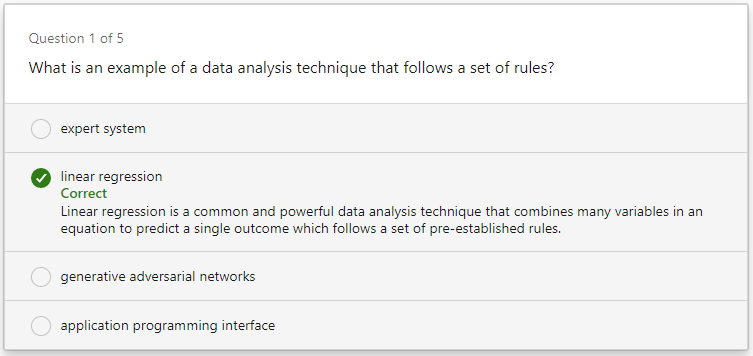 Question 1 of 5
What is an example of a data analysis technique that follows a set of rules?
expert system
linear regression
Correct
Linear regression is a common and powerful data analysis technique that combines many variables in an
equation to predict a single outcome which follows a set of pre-established rules.
generative adversarial networks
application programming interface